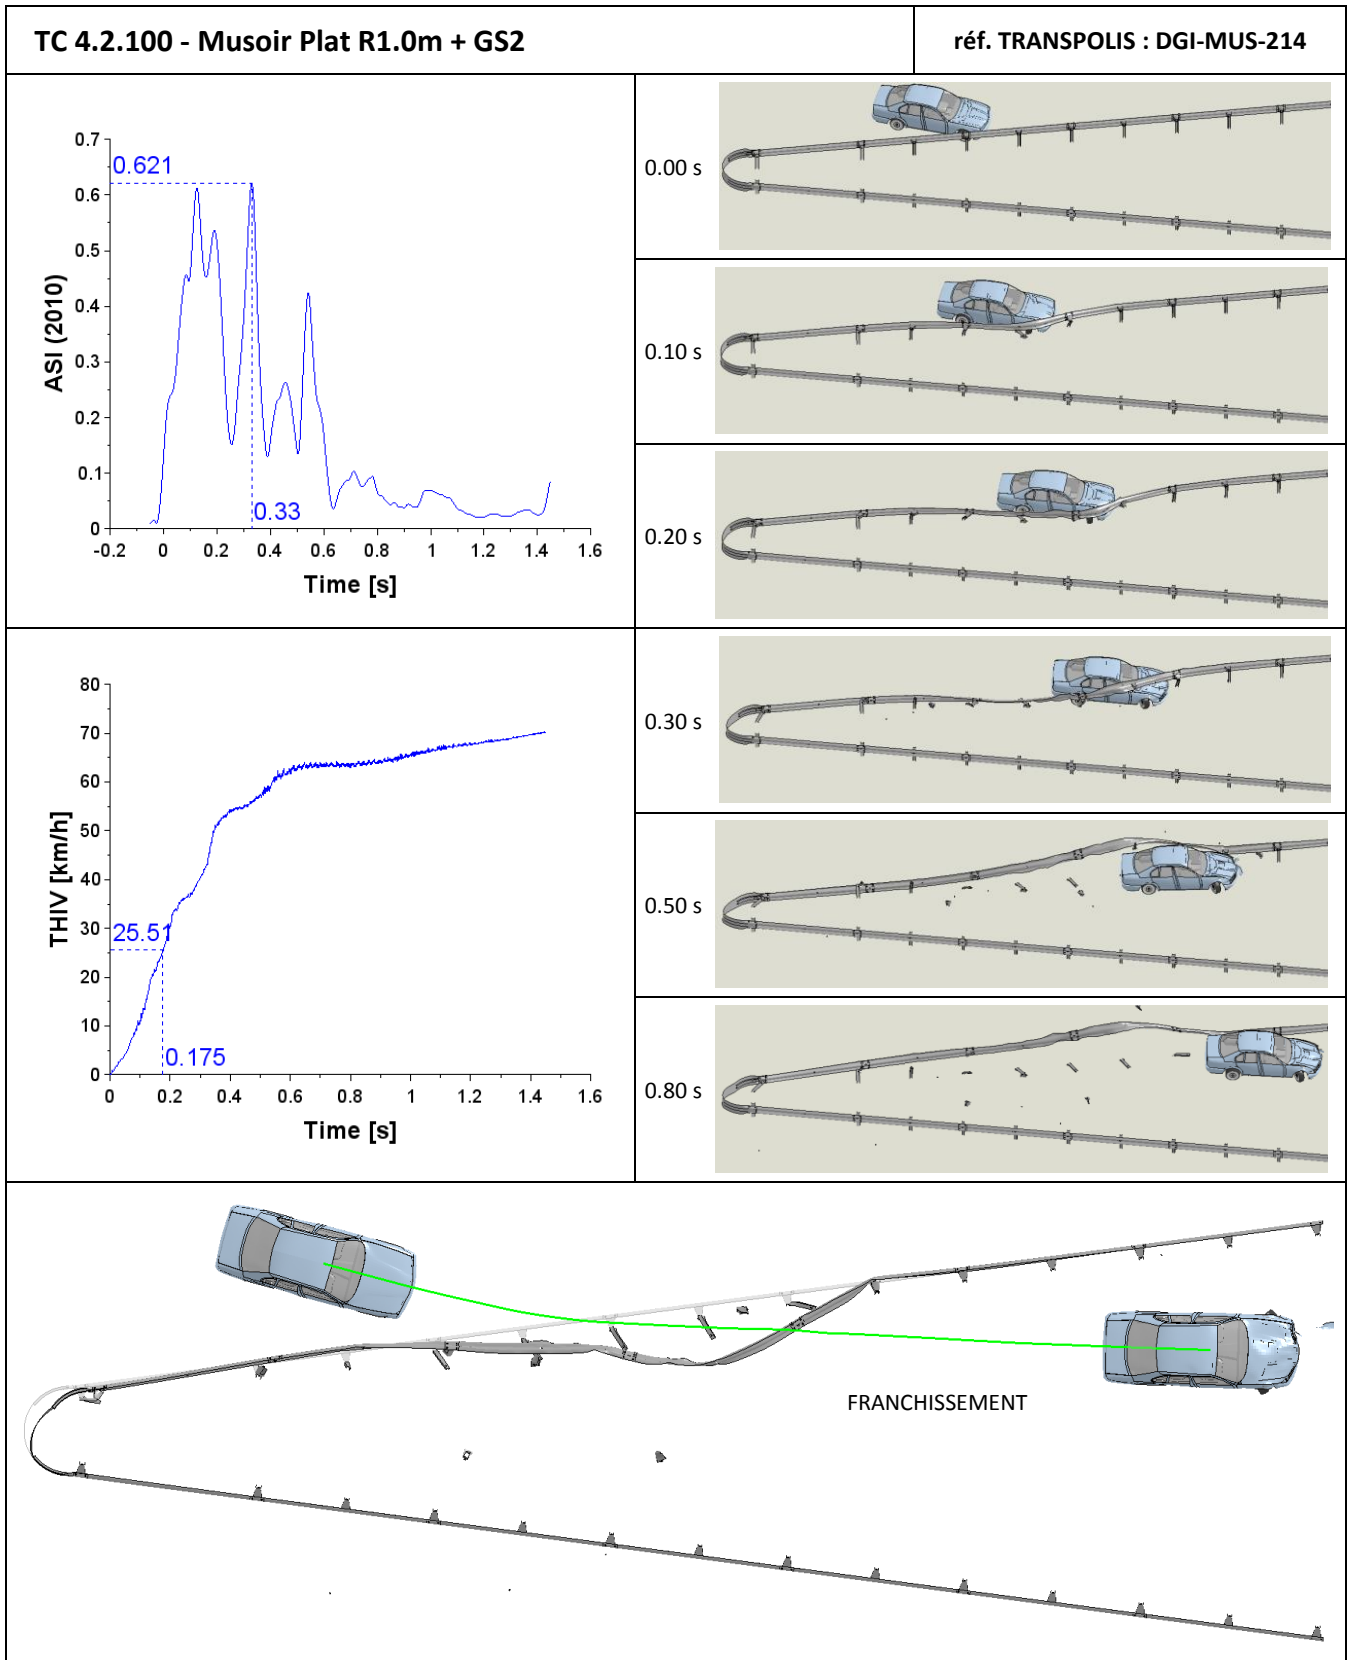 TC 4.2.100 - Musoir Plat R1.0m + GS2
réf. TRANSPOLIS : DGI-MUS-214
0.7
0.6
0.5
0.4
0.3
0.2
0.1
0
0.621
0.33
ASI (2010)
-0.2 0 0.2 0.4 0.6 0.8 1 1.2 1.4 1.6
Time [s]
0.00 s
0.10 s
0.20 s
80
70
60
50
40
30
20
10
0
25.51
0.175
THIV [km/h]
0 0.2 0.4 0.6 0.8 1 1.2 1.4 1.6
Time [s]
0.30 s
0.50 s
0.80 s
FRANCHISSEMENT